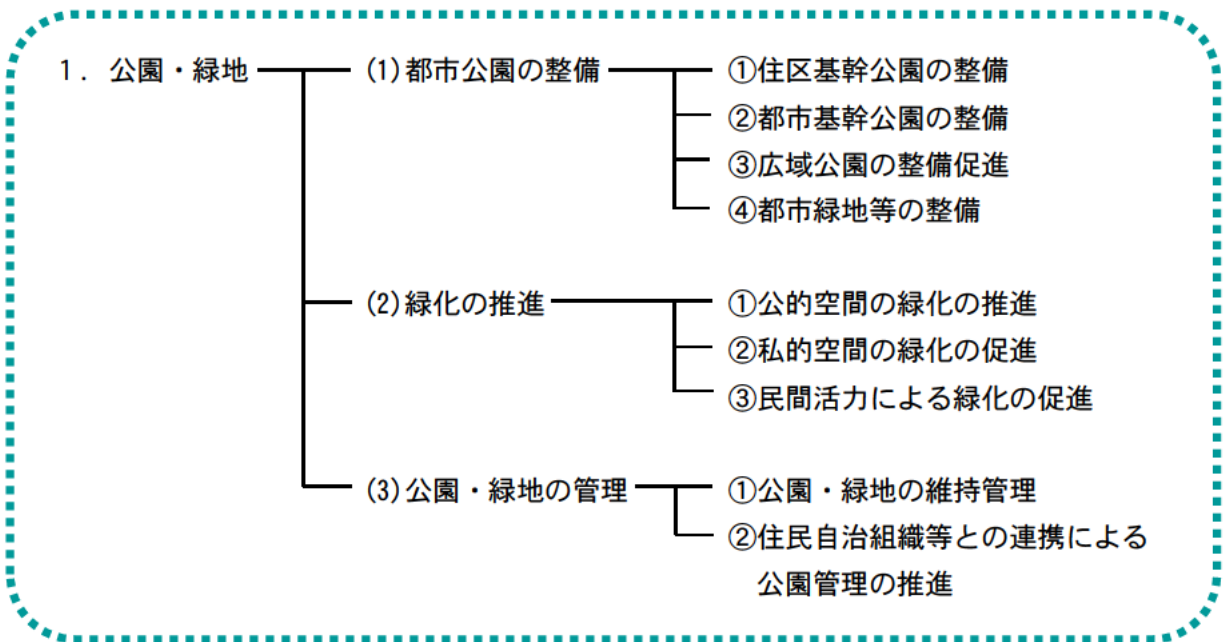 1. 公園・緑地
(1)都市公園の整備
①住区基幹公園の整備
②都市基幹公園の整備
③広域公園の整備促進
④都市緑地等の整備
(2)緑化の推進
①公的空間の緑化の推進
②私的空間の緑化の促進
③民間活力による緑化の促進
(3)公園・緑地の管理
①公園・緑地の維持管理
②住民自治組織等との連携による
公園管理の推進